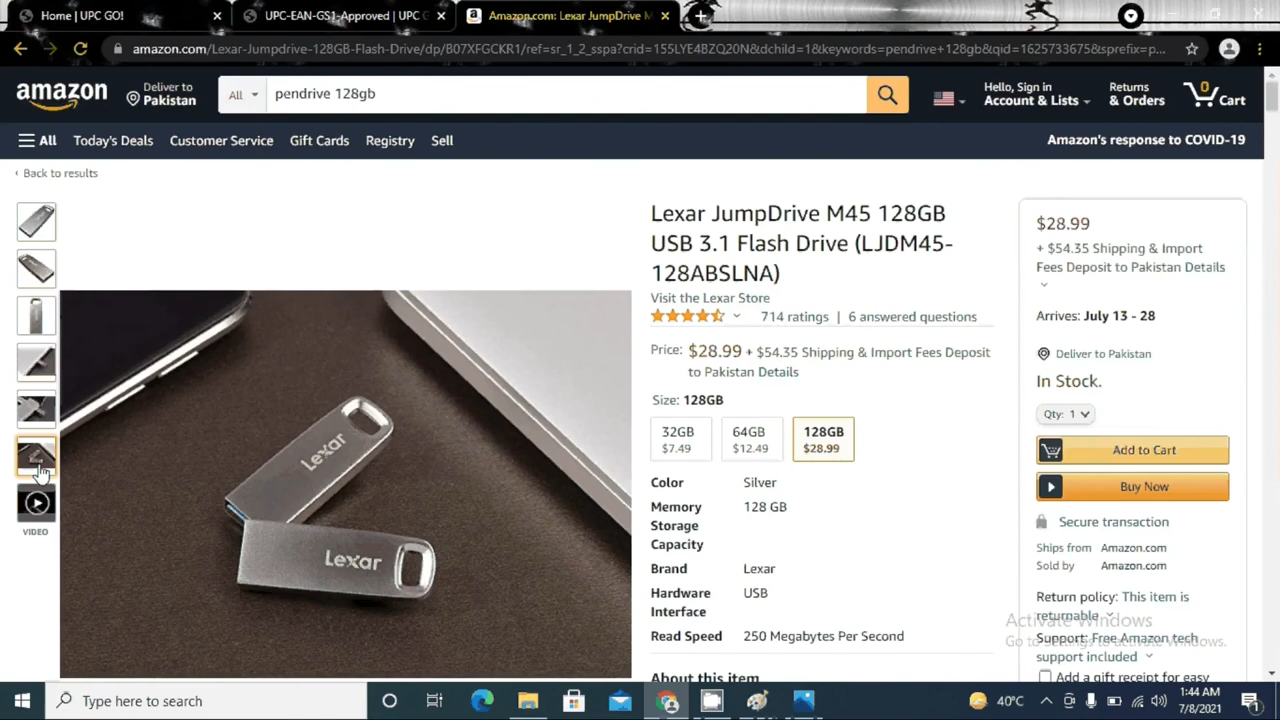 Home | UPC GO!
UPC-EAN-GS1-Approved | UPC G
Amazon.com: Lexar JumpDrive M
amazon.com/Lexar-Jumpdrive-128GB-Flash-Drive/dp/B07XFGCKR1/ref=sr_1_2_sspa?crid=155LYE4BZQ20N&dchild=1&keywords=pendrive+128gb&qid=1625733675&sprefix=p...
amazon
Deliver to
Pakistan
All
pendrive 128gb
Hello, Sign in
Account & Lists
Returns
& Orders
0
Cart
All
Today's Deals
Customer Service
Gift Cards
Registry
Sell
Amazon's response to COVID-19
‹ Back to results
VIDEO
Lexar
Lexar
Lexar JumpDrive M45 128GB
USB 3.1 Flash Drive (LJDM45-
128ABSLNA)
Visit the Lexar Store
714 ratings | 6 answered questions
Price: $28.99 + $54.35 Shipping & Import Fees Deposit
to Pakistan Details
Size: 128GB
32GB
$7.49
64GB
$12.49
128GB
$28.99
Color Silver
Memory 128 GB
Storage
Capacity
Brand Lexar
Hardware USB
Interface
Read Speed 250 Megabytes Per Second
About this item
$28.99
+ $54.35 Shipping & Import
Fees Deposit to Pakistan Details
Arrives: July 13 - 28
Deliver to Pakistan
In Stock.
Qty: 1
Add to Cart
Buy Now
Secure transaction
Ships from Amazon.com
Sold by Amazon.com
Return policy: This item is
returnable
Support: Free Amazon tech
support included
Add a gift receipt for easy
Activate Windows
Go to Settings to activate Windows.
Type here to search
40°C
1:44 AM
7/8/2021
1